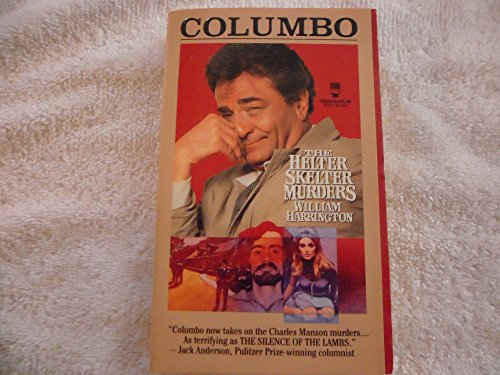 COLUMBO
THE
HELTER
SKELTER
MURDERS
WILLIAM
HARRINGTON
"Columbo now takes on the Charles Manson murders...
As terrifying as THE SILENCE OF THE LAMBS."
— Jack Anderson, Pulitzer Prize-winning columnist